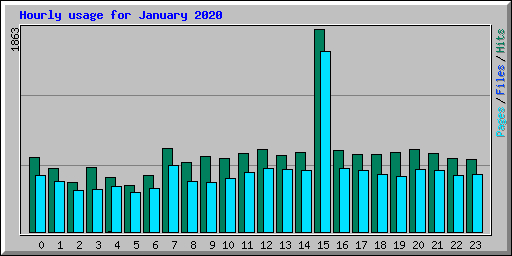 Hourly usage for January 2020
1863
Pages/Files/Hits
0 1 2 3 4 5 6 7 8 9 10 11 12 13 14 15 16 17 18 19 20 21 22 23